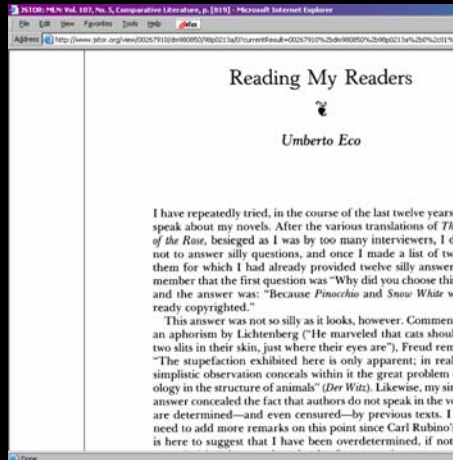 JSTOR: MLN: Vol. 107, No. 5, Comparative Literature, p. [819] - Microsoft Internet Explorer
File Edit View Favorites Tools Help
Address http://www.jstor.org/view/00267910/
Reading My Readers
Umberto Eco
I have repeatedly tried, in the course of the last twelve years
speak about my novels. After the various translations of Th
of the Rose, besieged as I was by too many interviewers, I d
not to answer silly questions, and once I made a list of tw
them for which I had already provided twelve silly answer
member that the first question was "Why did you choose thi
and the answer was: "Because Pinocchio and Snow White w
ready copyrighted."
This answer was not so silly as it looks, however. Commen
an aphorism by Lichtenberg ("He marveled that cats shoul
two slits in their skin, just where their eyes are"), Freud rem
"The stupefaction exhibited here is only apparent; in real
simplistic observation conceals within it the great problem
ology in the structure of animals" (Der Witz). Likewise, my si
answer concealed the fact that authors do not speak in the v
are determined—and even censured—by previous texts. I
need to add more remarks on this point since Carl Rubino's
is here to suggest that I have been overdetermined, if not
Done